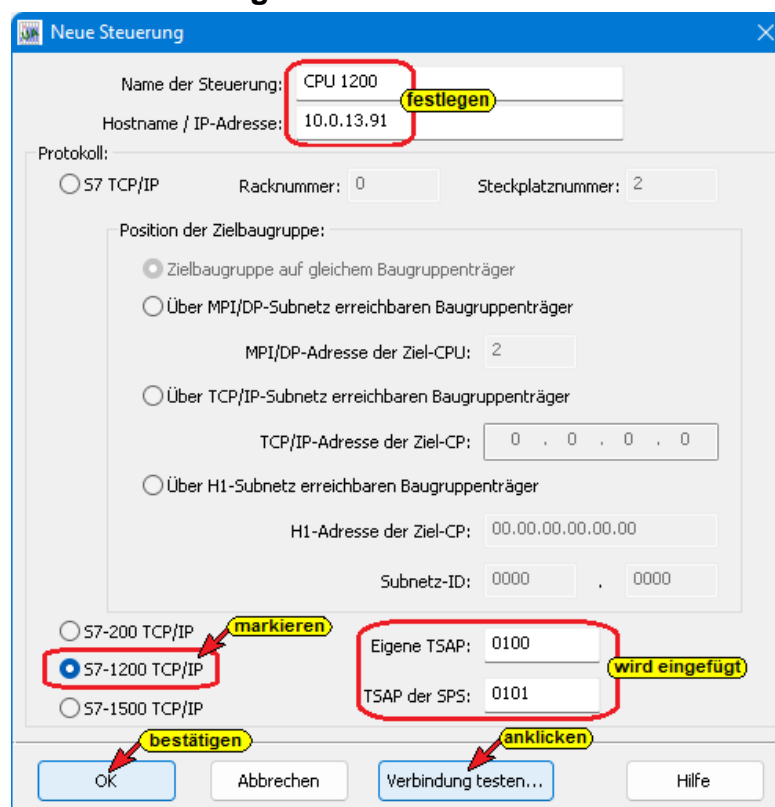 Neue Steuerung
Name der Steuerung: CPU 1200
festlegen
Hostname / IP-Adresse: 10.0.13.91
Protokoll:
S7 TCP/IP Racknummer: 0 Steckplatznummer: 2
Position der Zielbaugruppe:
Zielbaugruppe auf gleichem Baugruppenträger
Über MPI/DP-Subnetz erreichbaren Baugruppenträger
MPI/DP-Adresse der Ziel-CPU: 2
Über TCP/IP-Subnetz erreichbaren Baugruppenträger
TCP/IP-Adresse der Ziel-CP: 0 . 0 . 0 . 0
Über H1-Subnetz erreichbaren Baugruppenträger
H1-Adresse der Ziel-CP: 00.00.00.00.00.00
Subnetz-ID: 0000 . 0000
S7-200 TCP/IP markieren
Eigene TSAP: 0100
S7-1200 TCP/IP wird eingefügt
TSAP der SPS: 0101
S7-1500 TCP/IP
bestätigen anklicken
OK Abbrechen Verbindung testen... Hilfe